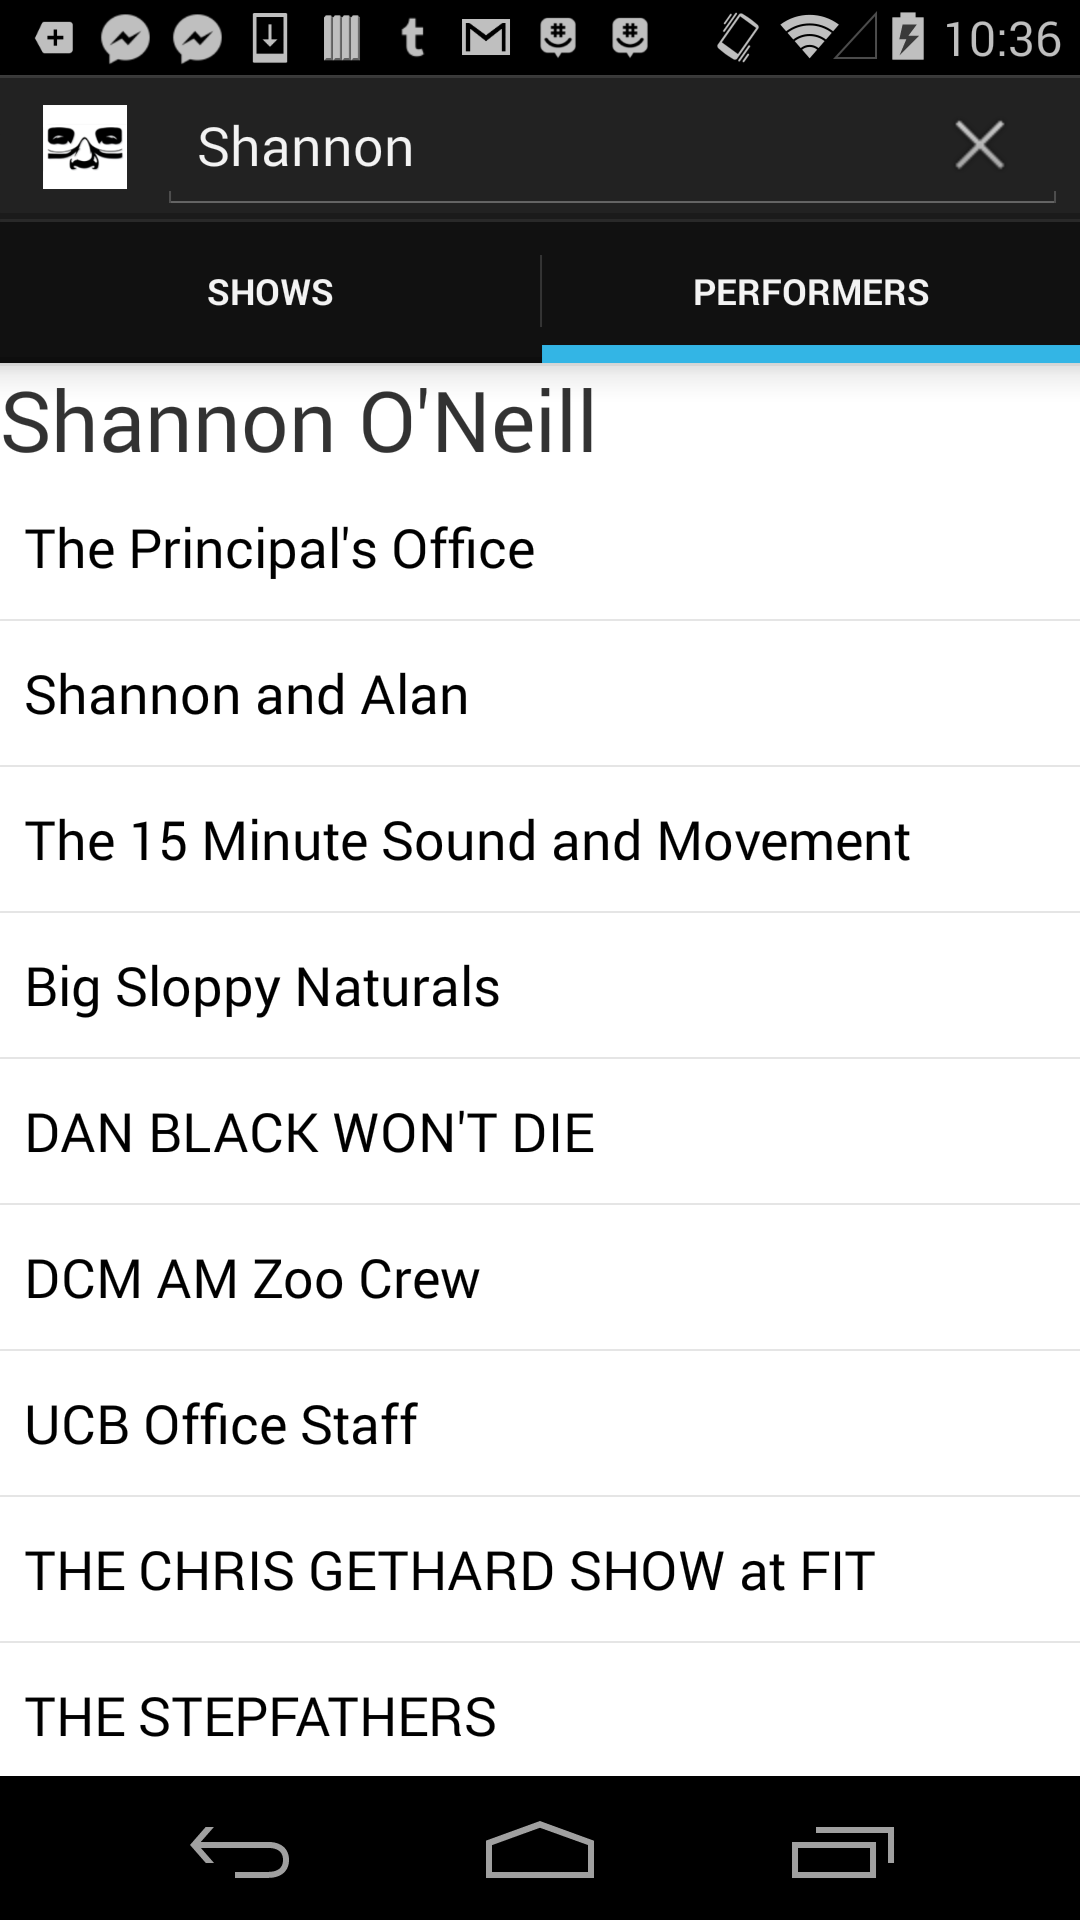 10:36
Shannon
SHOWS
PERFORMERS
Shannon O'Neill
The Principal's Office
Shannon and Alan
The 15 Minute Sound and Movement
Big Sloppy Naturals
DAN BLACK WON'T DIE
DCM AM Zoo Crew
UCB Office Staff
THE CHRIS GETHARD SHOW at FIT
THE STEPFATHERS